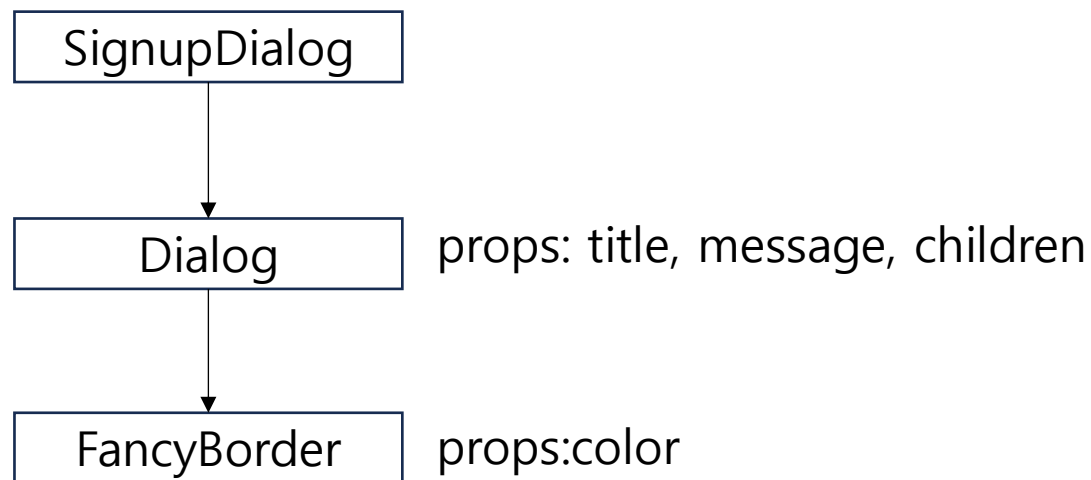 SignupDialog
Dialog
props: title, message, children
FancyBorder
props:color